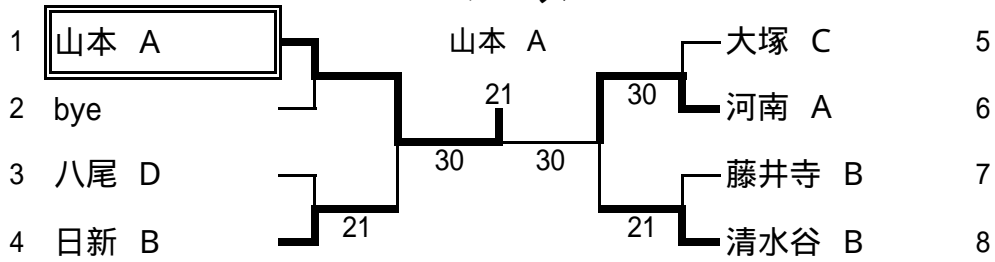 1 山本 A 山本 A 大塚 C 5
21 30
2 bye 河南 A 6
30 30
3 八尾 D 藤井寺 B 7
21 21
4 日新 B 清水谷 B 8